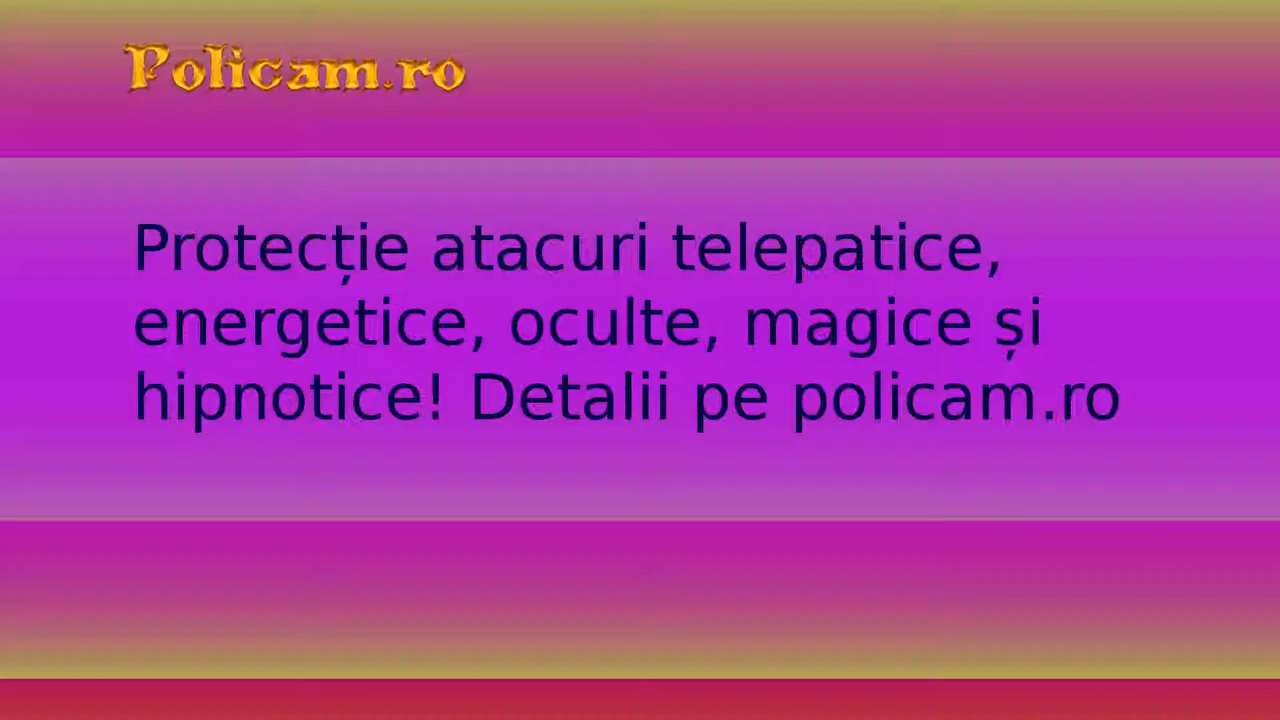 Policam.ro
Protecție atacuri telepatice,
energetice, oculte, magice și
hipnotice! Detalii pe policam.ro